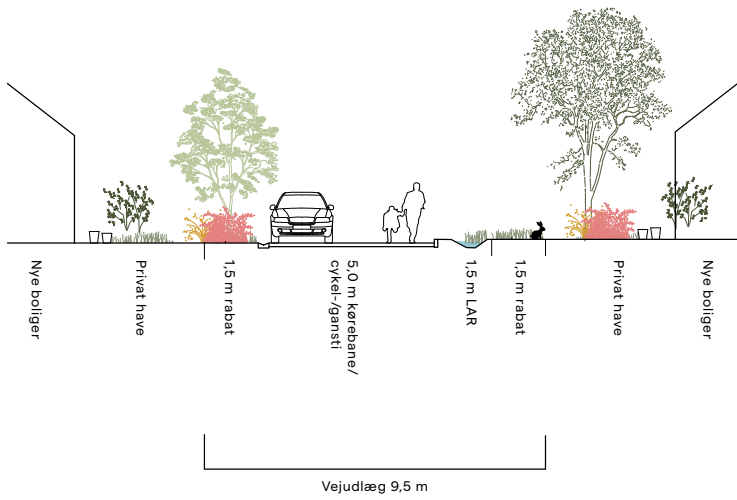 Nye boliger
Privat have
1,5 m rabat
5,0 m kørebane/
cykel-/gansti
1,5 m LAR
1,5 m rabat
Privat have
Nye boliger
Vejudlæg 9,5 m